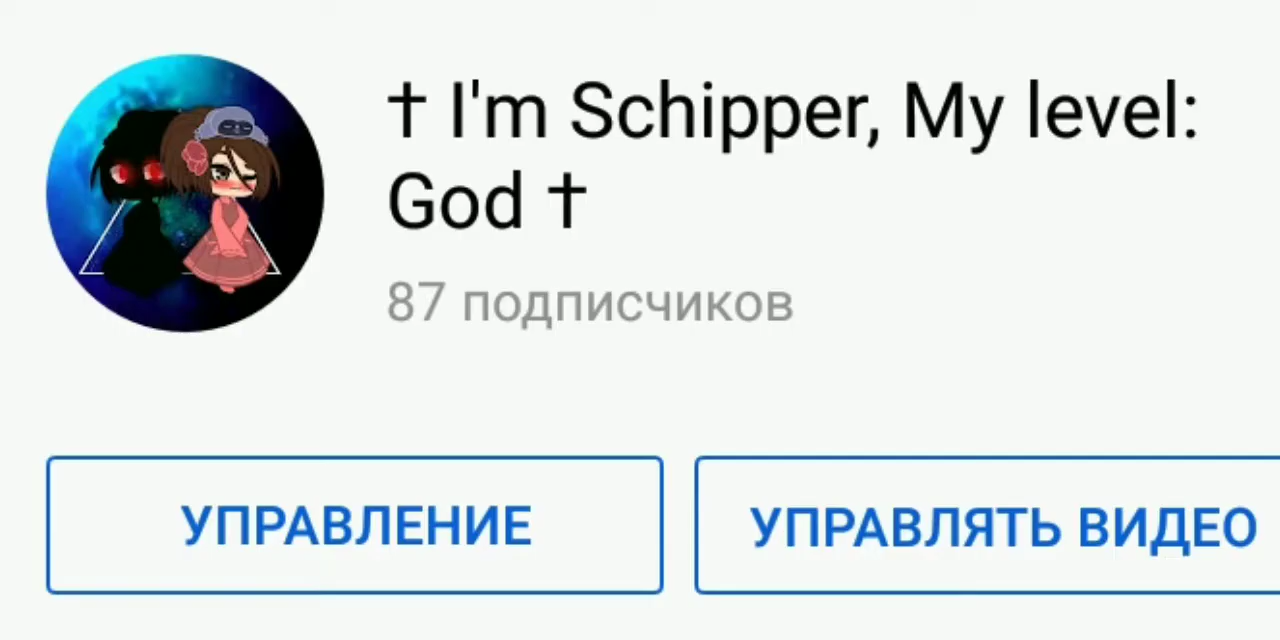 † I'm Schipper, My level:
God †
87 подписчиков
УПРАВЛЕНИЕ
УПРАВЛЯТЬ ВИДЕО